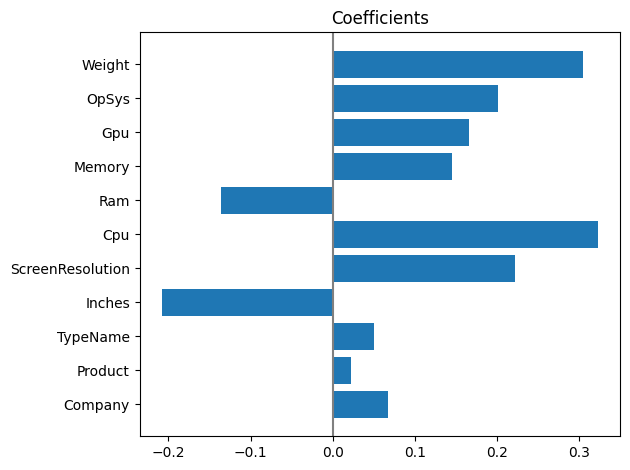 Coefficients
Weight
OpSys
Gpu
Memory
Ram
Cpu
ScreenResolution
Inches
TypeName
Product
Company
−0.2 −0.1 0.0 0.1 0.2 0.3